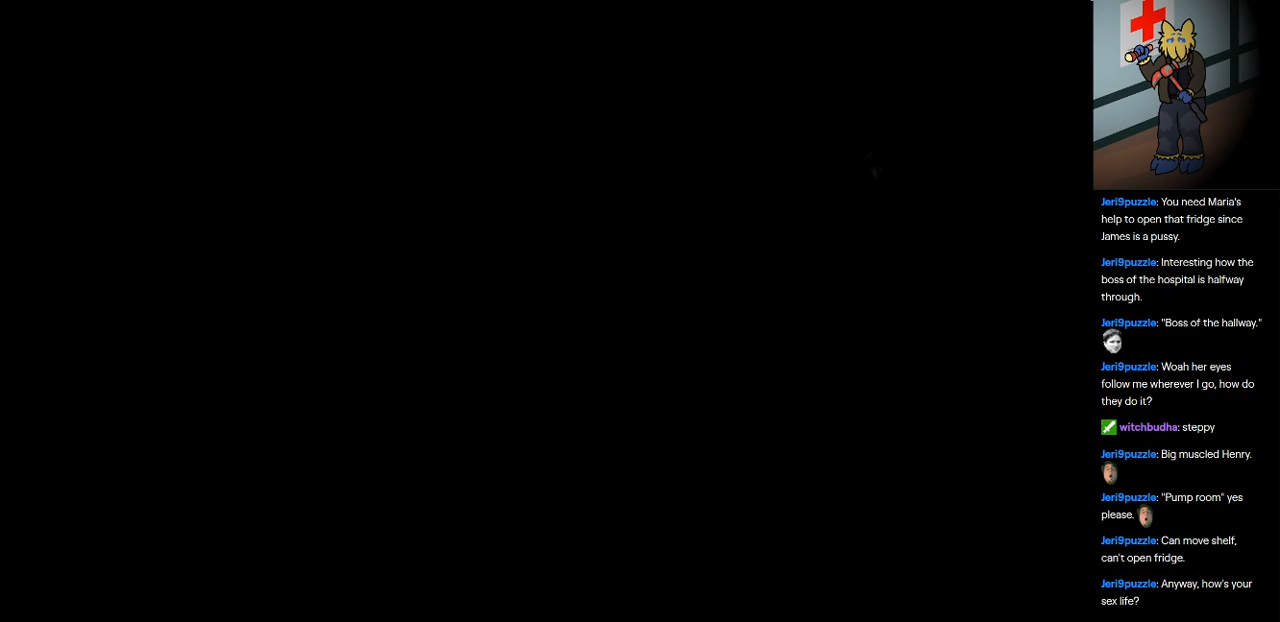 Jeri9puzzle: You need Maria's
help to open that fridge since
James is a pussy.
Jeri9puzzle: Interesting how the
boss of the hospital is halfway
through.
Jeri9puzzle: "Boss of the hallway."
Jeri9puzzle: Woah her eyes
follow me wherever I go, how do
they do it?
witchbudha: steppy
Jeri9puzzle: Big muscled Henry.
Jeri9puzzle: "Pump room" yes
please.
Jeri9puzzle: Can move shelf,
can't open fridge.
Jeri9puzzle: Anyway, how's your
sex life?